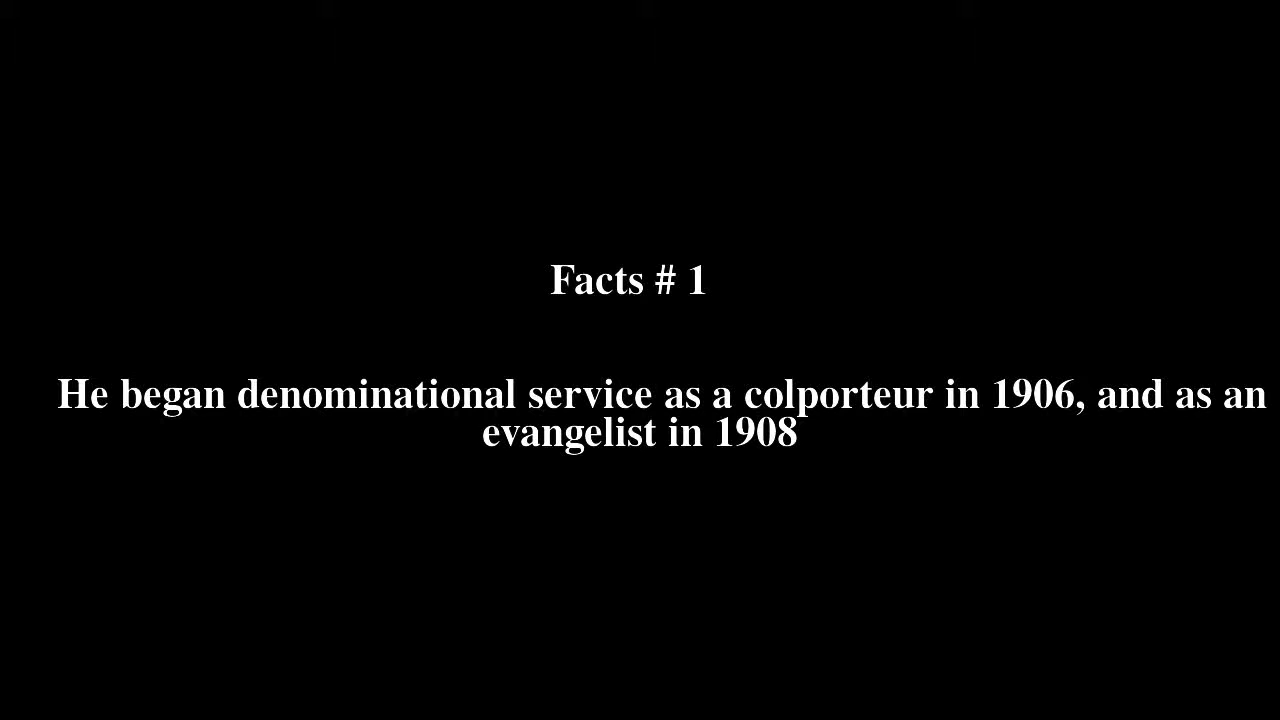 Facts # 1
He began denominational service as a colporteur in 1906, and as an
evangelist in 1908